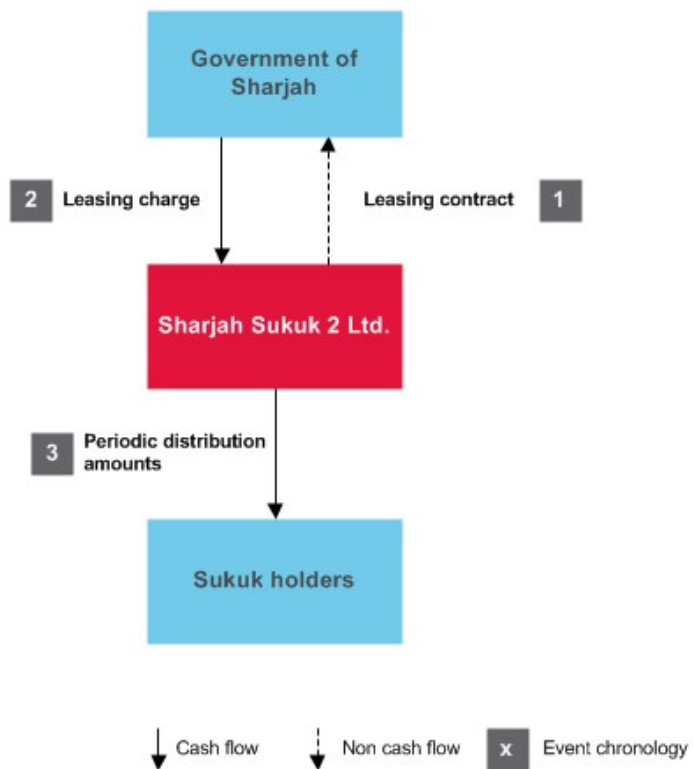 Government of
Sharjah
2 Leasing charge
Leasing contract 1
Sharjah Sukuk 2 Ltd.
3 Periodic distribution
amounts
Sukuk holders
Cash flow
Non cash flow
x Event chronology